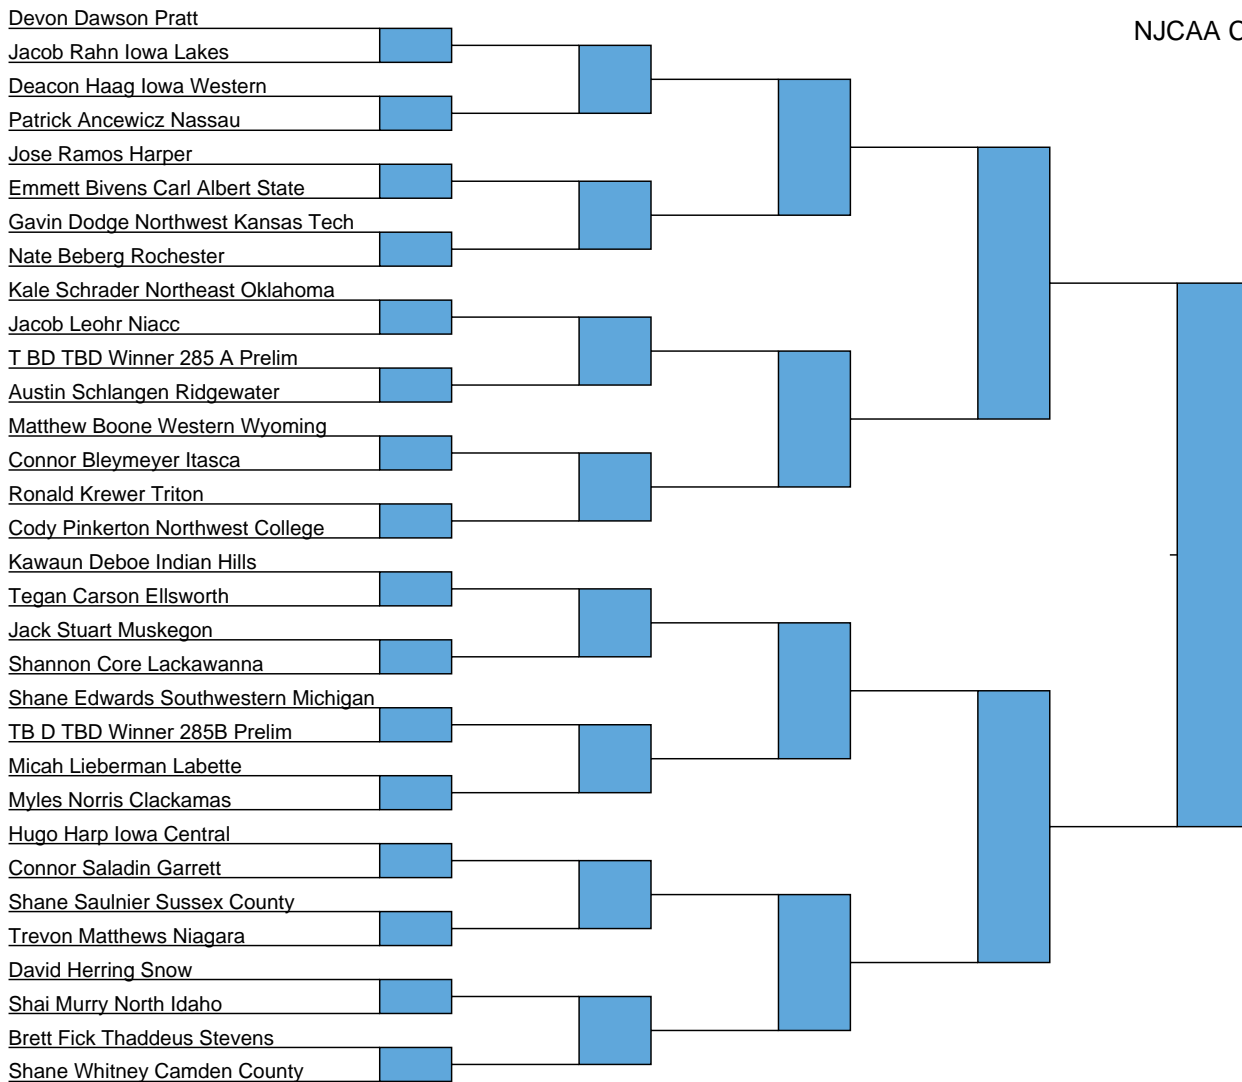 Devon Dawson Pratt
NJCAA C
Jacob Rahn Iowa Lakes
Deacon Haag Iowa Western
Patrick Ancewicz Nassau
Jose Ramos Harper
Emmett Bivens Carl Albert State
Gavin Dodge Northwest Kansas Tech
Nate Beberg Rochester
Kale Schrader Northeast Oklahoma
Jacob Leohr Niacc
T BD TBD Winner 285 A Prelim
Austin Schlangen Ridgewater
Matthew Boone Western Wyoming
Connor Bleymeyer Itasca
Ronald Krewer Triton
Cody Pinkerton Northwest College
Kawaun Deboe Indian Hills
Tegan Carson Ellsworth
Jack Stuart Muskegon
Shannon Core Lackawanna
Shane Edwards Southwestern Michigan
TB D TBD Winner 285B Prelim
Micah Lieberman Labette
Myles Norris Clackamas
Hugo Harp Iowa Central
Connor Saladin Garrett
Shane Saulnier Sussex County
Trevon Matthews Niagara
David Herring Snow
Shai Murry North Idaho
Brett Fick Thaddeus Stevens
Shane Whitney Camden County